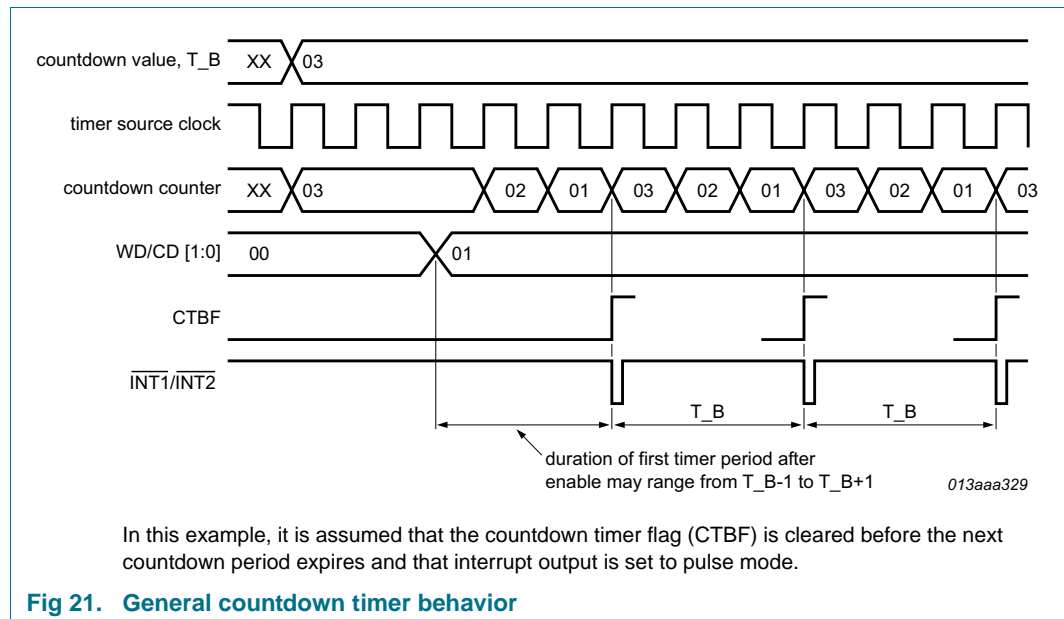 countdown value, T_B XX 03
timer source clock
countdown counter XX 03 02 01 03 02 01 03 02 01 03
WD/CD [1:0] 00 01
CTBF
INT1/INT2
T_B T_B
duration of first timer period after
enable may range from T_B-1 to T_B+1
013aaa329
In this example, it is assumed that the countdown timer flag (CTBF) is cleared before the next
countdown period expires and that interrupt output is set to pulse mode.
Fig 21. General countdown timer behavior